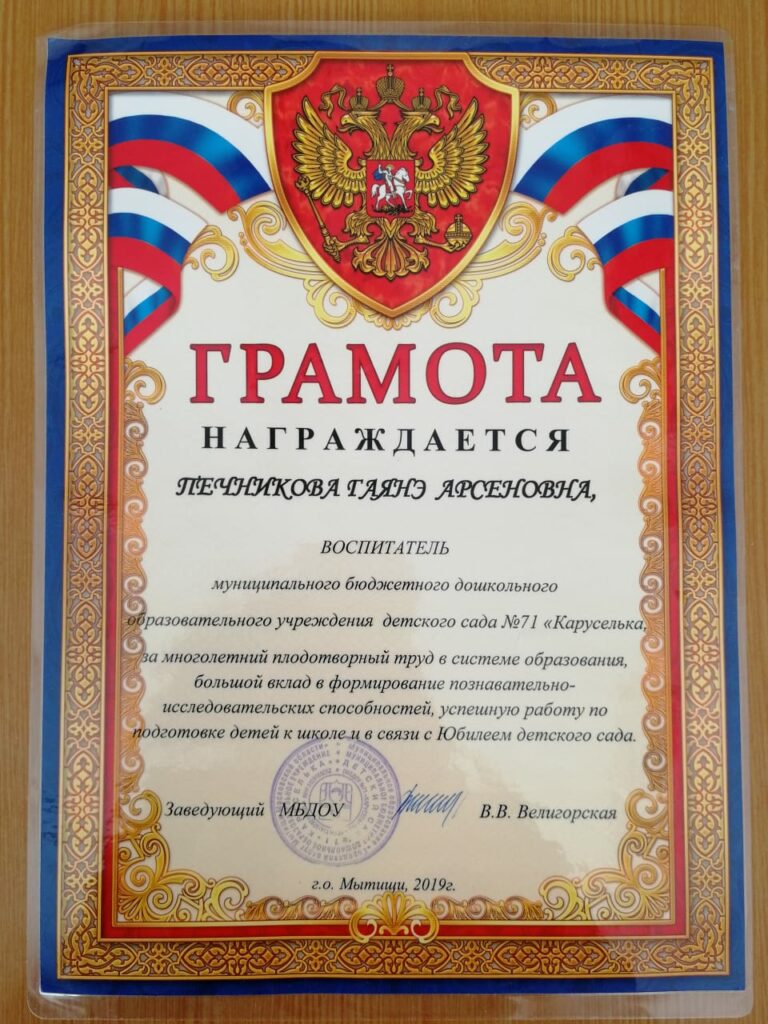 ГРАМОТА
НАГРАЖДАЕТСЯ
ПЕЧНИКОВА ГАЯНЭ АРСЕНОВНА,
ВОСПИТАТЕЛЬ
муниципального бюджетного дошкольного
образовательного учреждения детского сада №71 «Каруселька,
за многолетний плодотворный труд в системе образования,
большой вклад в формирование познавательно-
исследовательских способностей, успешную работу по
подготовке детей к школе и в связи с Юбилеем детского сада.
Заведующий МБДОУ В.В. Велигорская
г.о. Мытищи, 2019г.